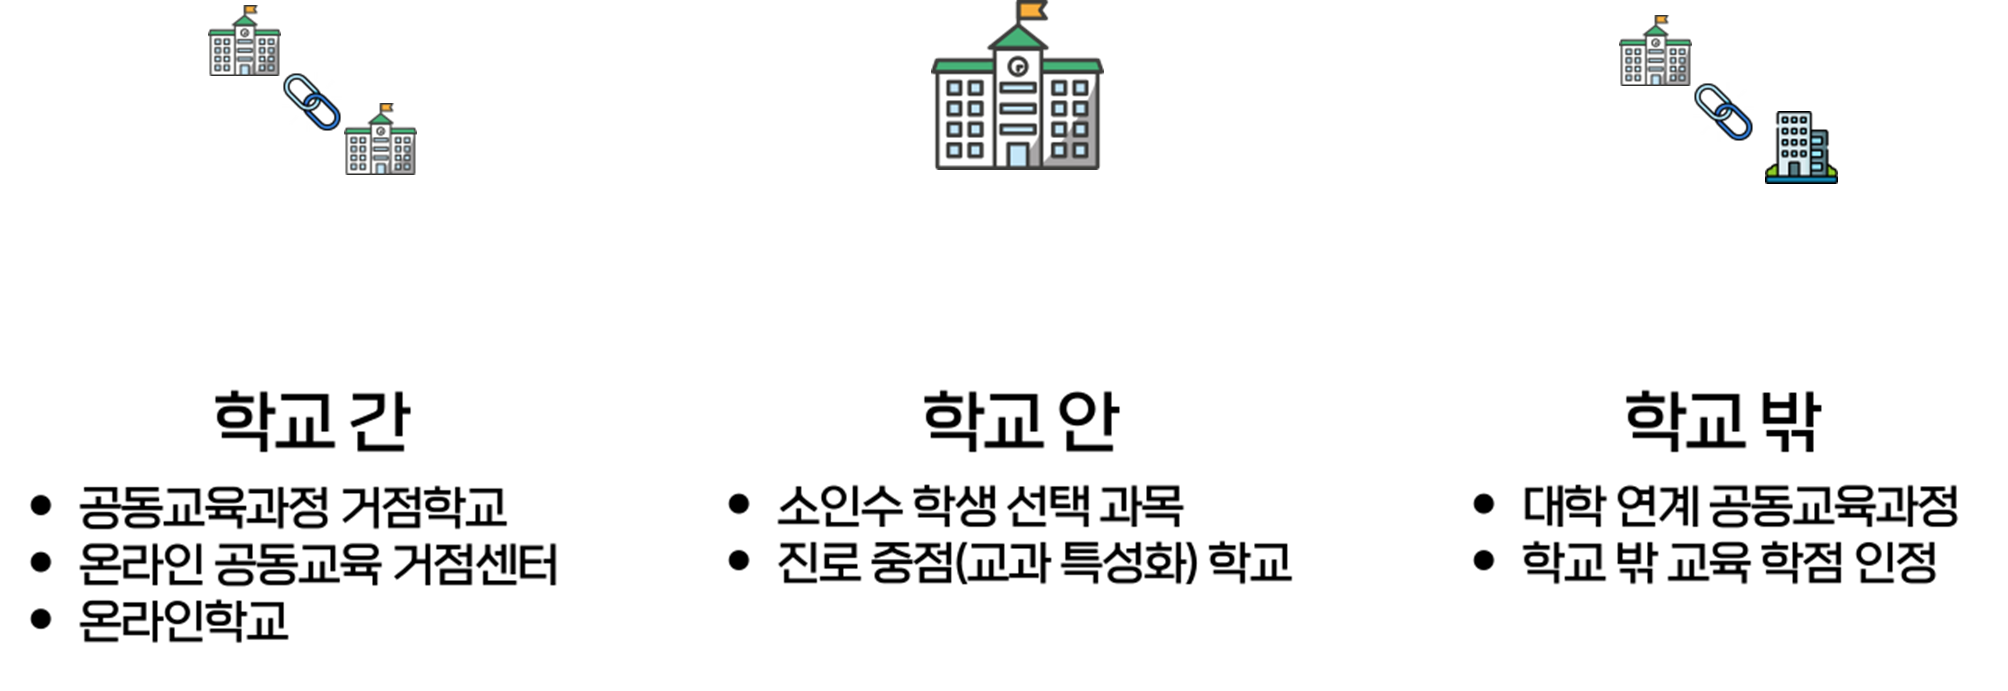 학교 간
공동교육과정 거점학교
온라인 공동교육 거점센터
온라인학교
학교 안
소인수 학생 선택 과목
진로 중점(교과 특성화) 학교
학교 밖
대학 연계 공동교육과정
학교 밖 교육 학점 인정